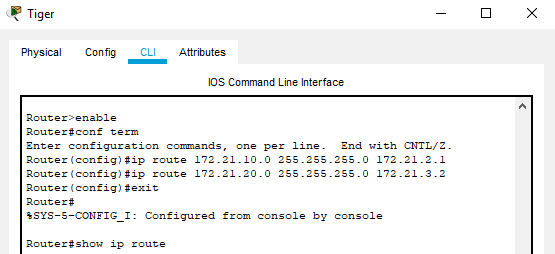 Tiger
Physical Config CLI Attributes
IOS Command Line Interface
Router>enable
Router#conf term
Enter configuration commands, one per line.  End with CNTL/Z.
Router(config)#ip route 172.21.10.0 255.255.255.0 172.21.2.1
Router(config)#ip route 172.21.20.0 255.255.255.0 172.21.3.2
Router(config)#exit
Router#
%SYS-5-CONFIG_I: Configured from console by console
Router#show ip route